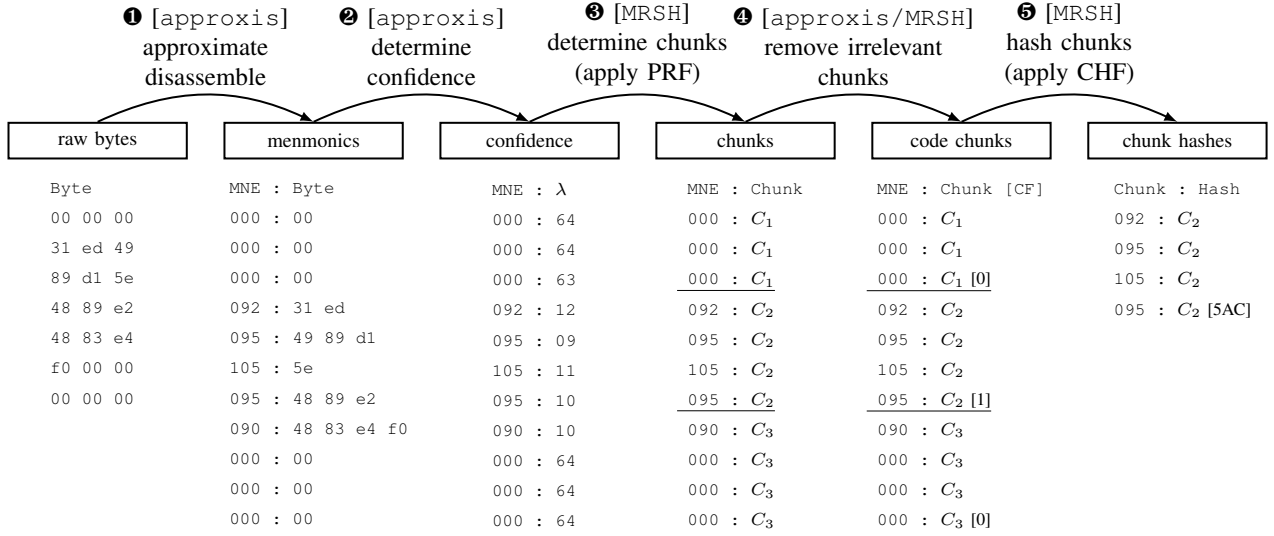 ❶ [approxis] ❷ [approxis] ❸ [MRSH] ❹ [approxis/MRSH] ❺ [MRSH]
approximate determine determine chunks remove irrelevant hash chunks
disassemble confidence (apply PRF) chunks (apply CHF)
raw bytes menmonics confidence chunks code chunks chunk hashes
Byte MNE : Byte MNE : λ MNE : Chunk MNE : Chunk [CF] Chunk : Hash
00 00 00 000 : 00 000 : 64 000 : C1 000 : C1 092 : C2
31 ed 49 000 : 00 000 : 64 000 : C1 000 : C1 095 : C2
89 d1 5e 000 : 00 000 : 63 000 : C1 000 : C1 [0] 105 : C2
48 89 e2 092 : 31 ed 092 : 12 092 : C2 092 : C2 095 : C2 [5AC]
48 83 e4 095 : 49 89 d1 095 : 09 095 : C2 095 : C2
f0 00 00 105 : 5e 105 : 11 105 : C2 105 : C2
00 00 00 095 : 48 89 e2 095 : 10 095 : C2 095 : C2 [1]
090 : 48 83 e4 f0 090 : 10 090 : C3 090 : C3
000 : 00 000 : 64 000 : C3 000 : C3
000 : 00 000 : 64 000 : C3 000 : C3
000 : 00 000 : 64 000 : C3 000 : C3 [0]